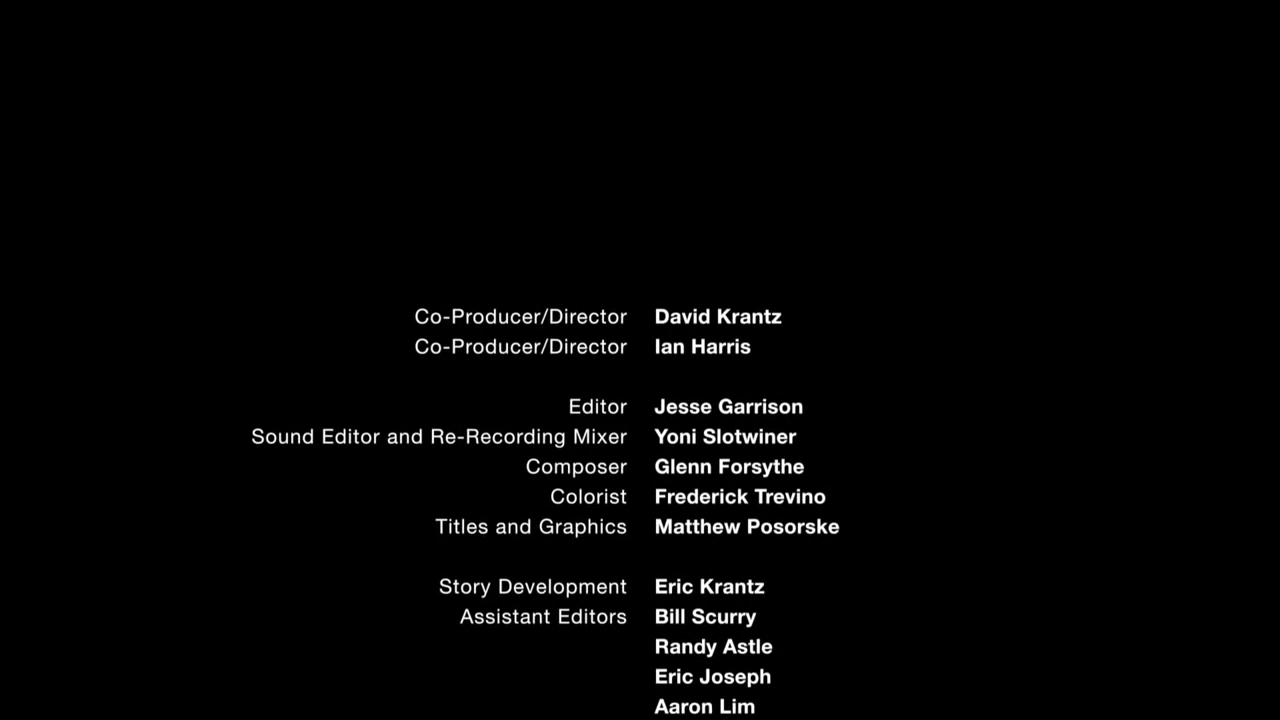 Co-Producer/Director David Krantz
Co-Producer/Director Ian Harris
Editor Jesse Garrison
Sound Editor and Re-Recording Mixer Yoni Slotwiner
Composer Glenn Forsythe
Colorist Frederick Trevino
Titles and Graphics Matthew Posorske
Story Development Eric Krantz
Assistant Editors Bill Scurry
Randy Astle
Eric Joseph
Aaron Lim